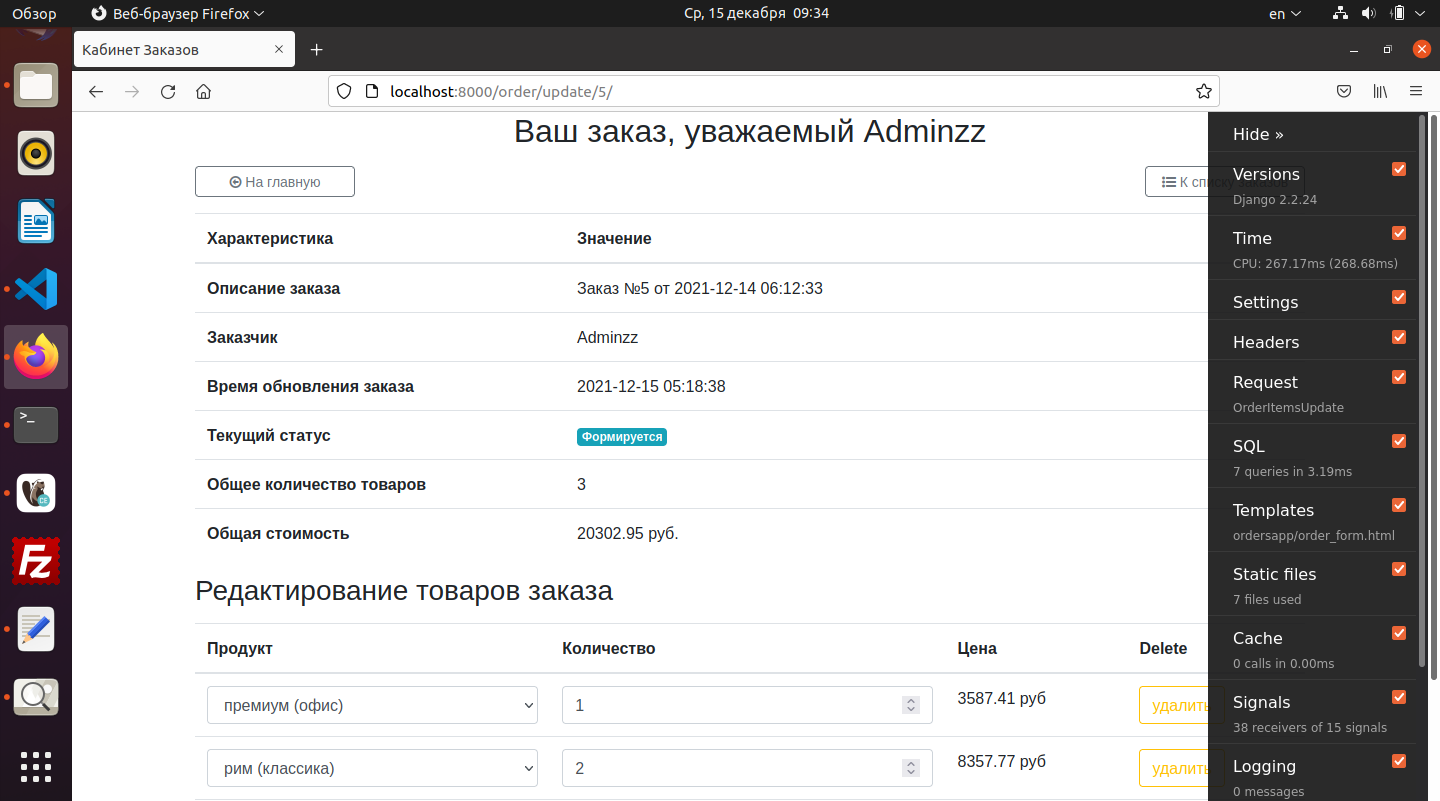 Обзор
Веб-браузер Firefox
Ср, 15 декабря 09:34
en
Кабинет Заказов
localhost:8000/order/update/5/
Ваш заказ, уважаемый Adminzz
На главную
К списку заказов
Характеристика Значение
Описание заказа Заказ №5 от 2021-12-14 06:12:33
Заказчик Adminzz
Время обновления заказа 2021-12-15 05:18:38
Текущий статус Формируется
Общее количество товаров 3
Общая стоимость 20302.95 руб.
Редактирование товаров заказа
Продукт Количество Цена Delete
премиум (офис) 1 3587.41 руб удалить
рим (классика) 2 8357.77 руб удалить
Hide »
Versions
Django 2.2.24
Time
CPU: 267.17ms (268.68ms)
Settings
Headers
Request
OrderItemsUpdate
SQL
7 queries in 3.19ms
Templates
ordersapp/order_form.html
Static files
7 files used
Cache
0 calls in 0.00ms
Signals
38 receivers of 15 signals
Logging
0 messages